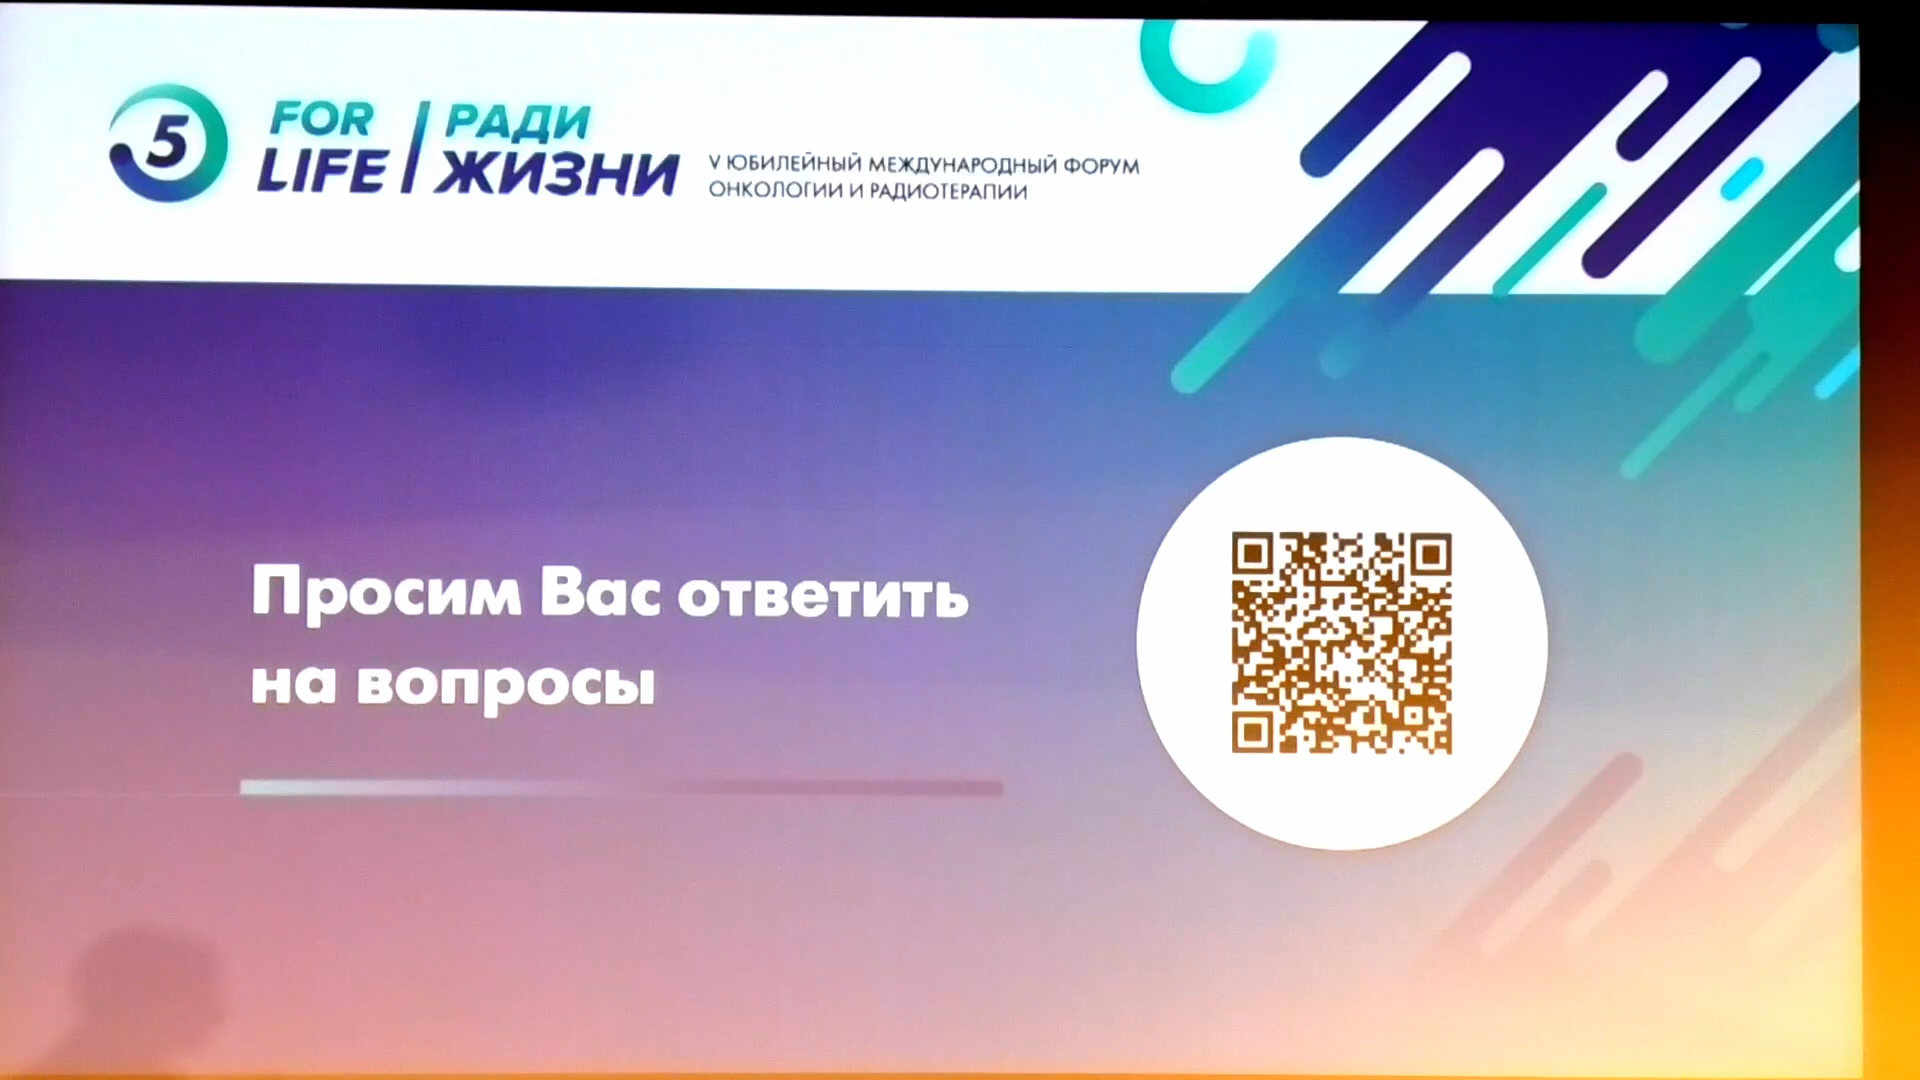 5
FOR LIFE
РАДИ ЖИЗНИ
V ЮБИЛЕЙНЫЙ МЕЖДУНАРОДНЫЙ ФОРУМ
ОНКОЛОГИИ И РАДИОТЕРАПИИ
Просим Вас ответить
на вопросы